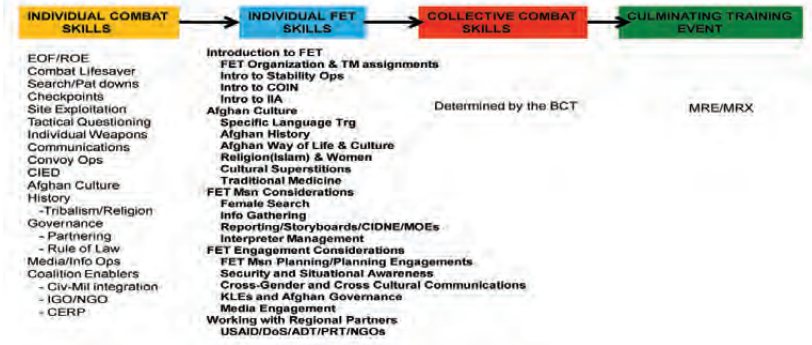 INDIVIDUAL COMBAT
SKILLS
EOF/ROE
Combat Lifesaver
Search/Pat downs
Checkpoints
Site Exploitation
Tactical Questioning
Individual Weapons
Communications
Convoy Ops
CIED
Afghan Culture
History
-Tribalism/Religion
Governance
- Partnering
- Rule of Law
Media/Info Ops
Coalition Enablers
- Civ-Mil integration
- IGO/NGO
- CERP
INDIVIDUAL FET
SKILLS
Introduction to FET
FET Organization & TM assignments
Intro to Stability Ops
Intro to COIN
Intro to IIA
Afghan Culture
Specific Language Trg
Afghan History
Afghan Way of Life & Culture
Religion(Islam) & Women
Cultural Superstitions
Traditional Medicine
FET Msn Considerations
Female Search
Info Gathering
Reporting/Storyboards/CIDNE/MOEs
Interpreter Management
FET Engagement Considerations
FET Msn Planning/Planning Engagements
Security and Situational Awareness
Cross-Gender and Cross Cultural Communications
KLEs and Afghan Governance
Media Engagement
Working with Regional Partners
USAID/DoS/ADT/PRT/NGOs
COLLECTIVE COMBAT
SKILLS
Determined by the BCT
CULMINATING TRAINING
EVENT
MRE/MRX